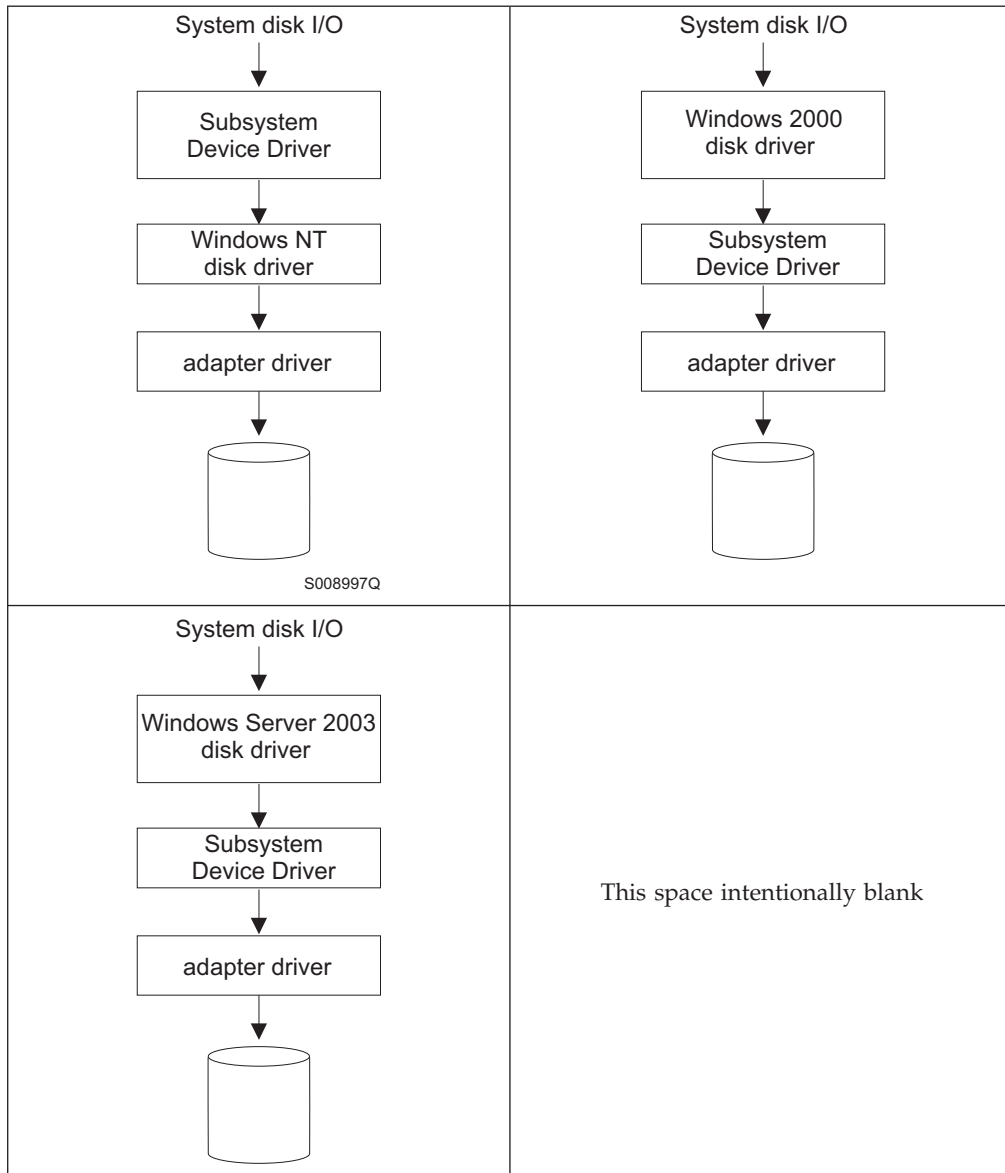 System disk I/O
Subsystem
Device Driver
Windows NT
disk driver
adapter driver
S008997Q
System disk I/O
Windows 2000
disk driver
Subsystem
Device Driver
adapter driver
System disk I/O
Windows Server 2003
disk driver
Subsystem
Device Driver
adapter driver
This space intentionally blank